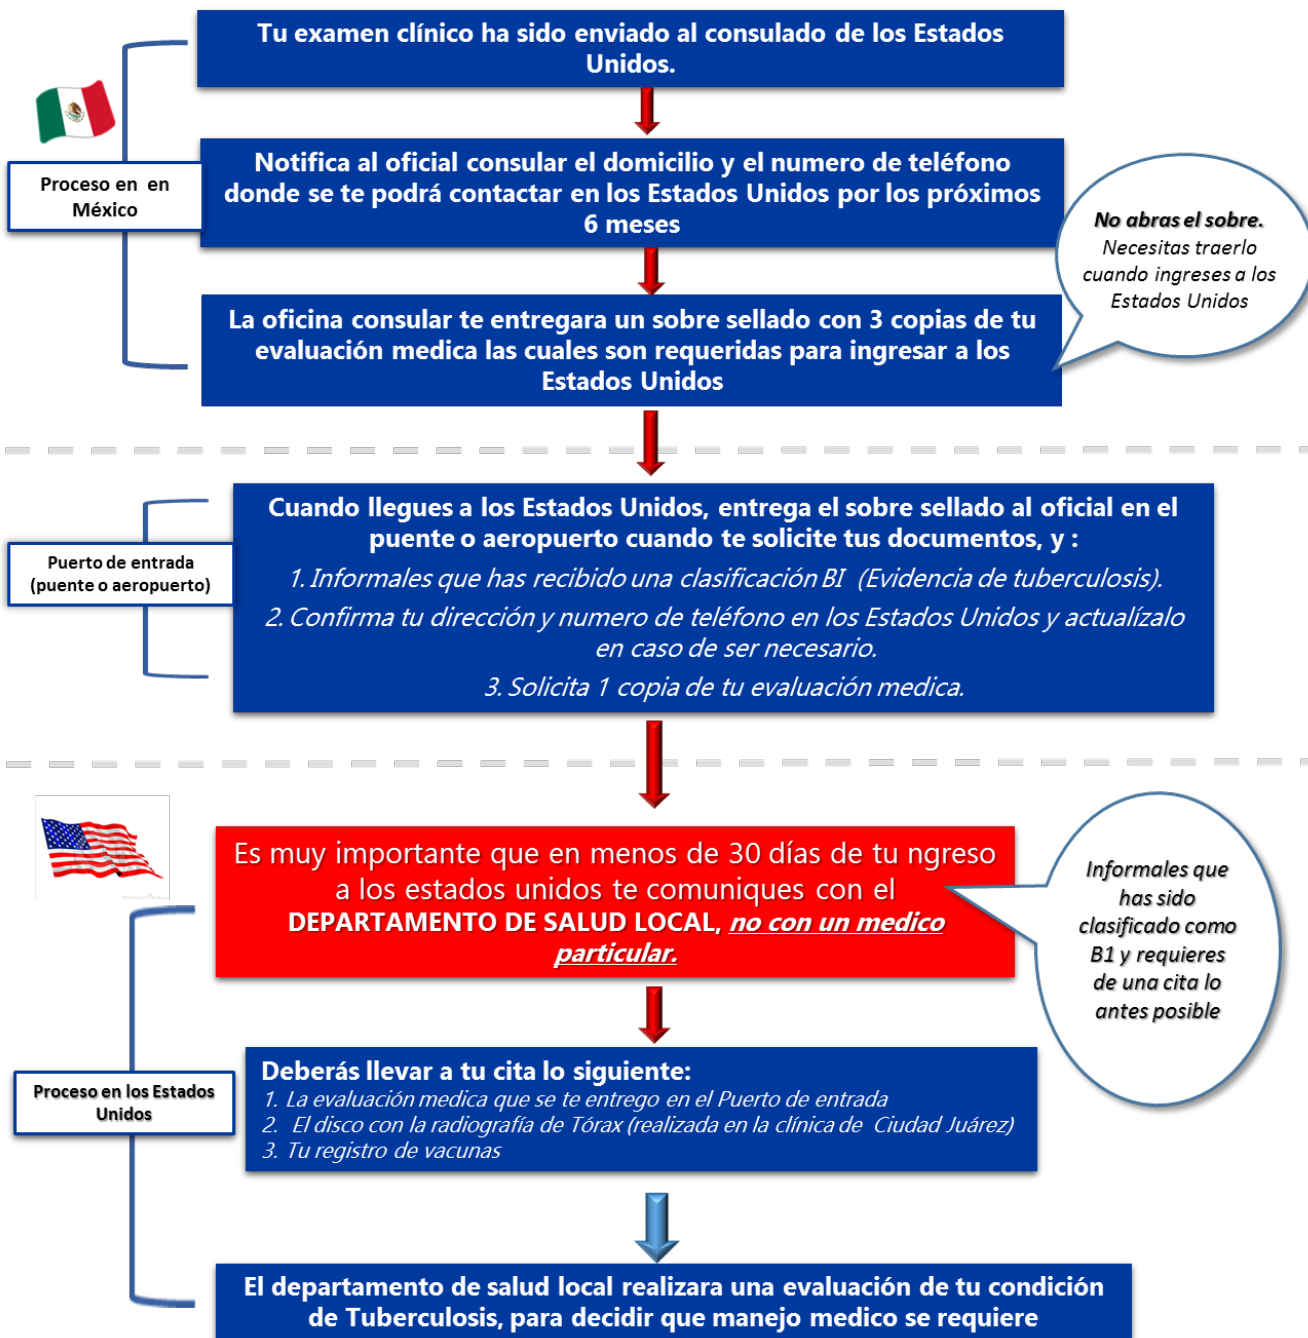 Tu examen clínico ha sido enviado al consulado de los Estados
Unidos.
Proceso en en
México
Notifica al oficial consular el domicilio y el numero de teléfono
donde se te podrá contactar en los Estados Unidos por los próximos
6 meses
No abras el sobre.
Necesitas traerlo
cuando ingreses a los
Estados Unidos
La oficina consular te entregara un sobre sellado con 3 copias de tu
evaluación medica las cuales son requeridas para ingresar a los
Estados Unidos
Puerto de entrada
(puente o aeropuerto)
Cuando llegues a los Estados Unidos, entrega el sobre sellado al oficial en el
puente o aeropuerto cuando te solicite tus documentos, y :
1. Informales que has recibido una clasificación BI (Evidencia de tuberculosis).
2. Confirma tu dirección y numero de teléfono en los Estados Unidos y actualízalo
en caso de ser necesario.
3. Solicita 1 copia de tu evaluación medica.
Es muy importante que en menos de 30 días de tu ngreso
a los estados unidos te comuniques con el
DEPARTAMENTO DE SALUD LOCAL, no con un medico
particular.
Informales que
has sido
clasificado como
B1 y requieres
de una cita lo
antes posible
Proceso en los Estados
Unidos
Deberás llevar a tu cita lo siguiente:
1. La evaluación medica que se te entrego en el Puerto de entrada
2. El disco con la radiografía de Tórax (realizada en la clínica de Ciudad Juárez)
3. Tu registro de vacunas
El departamento de salud local realizara una evaluación de tu condición
de Tuberculosis, para decidir que manejo medico se requiere